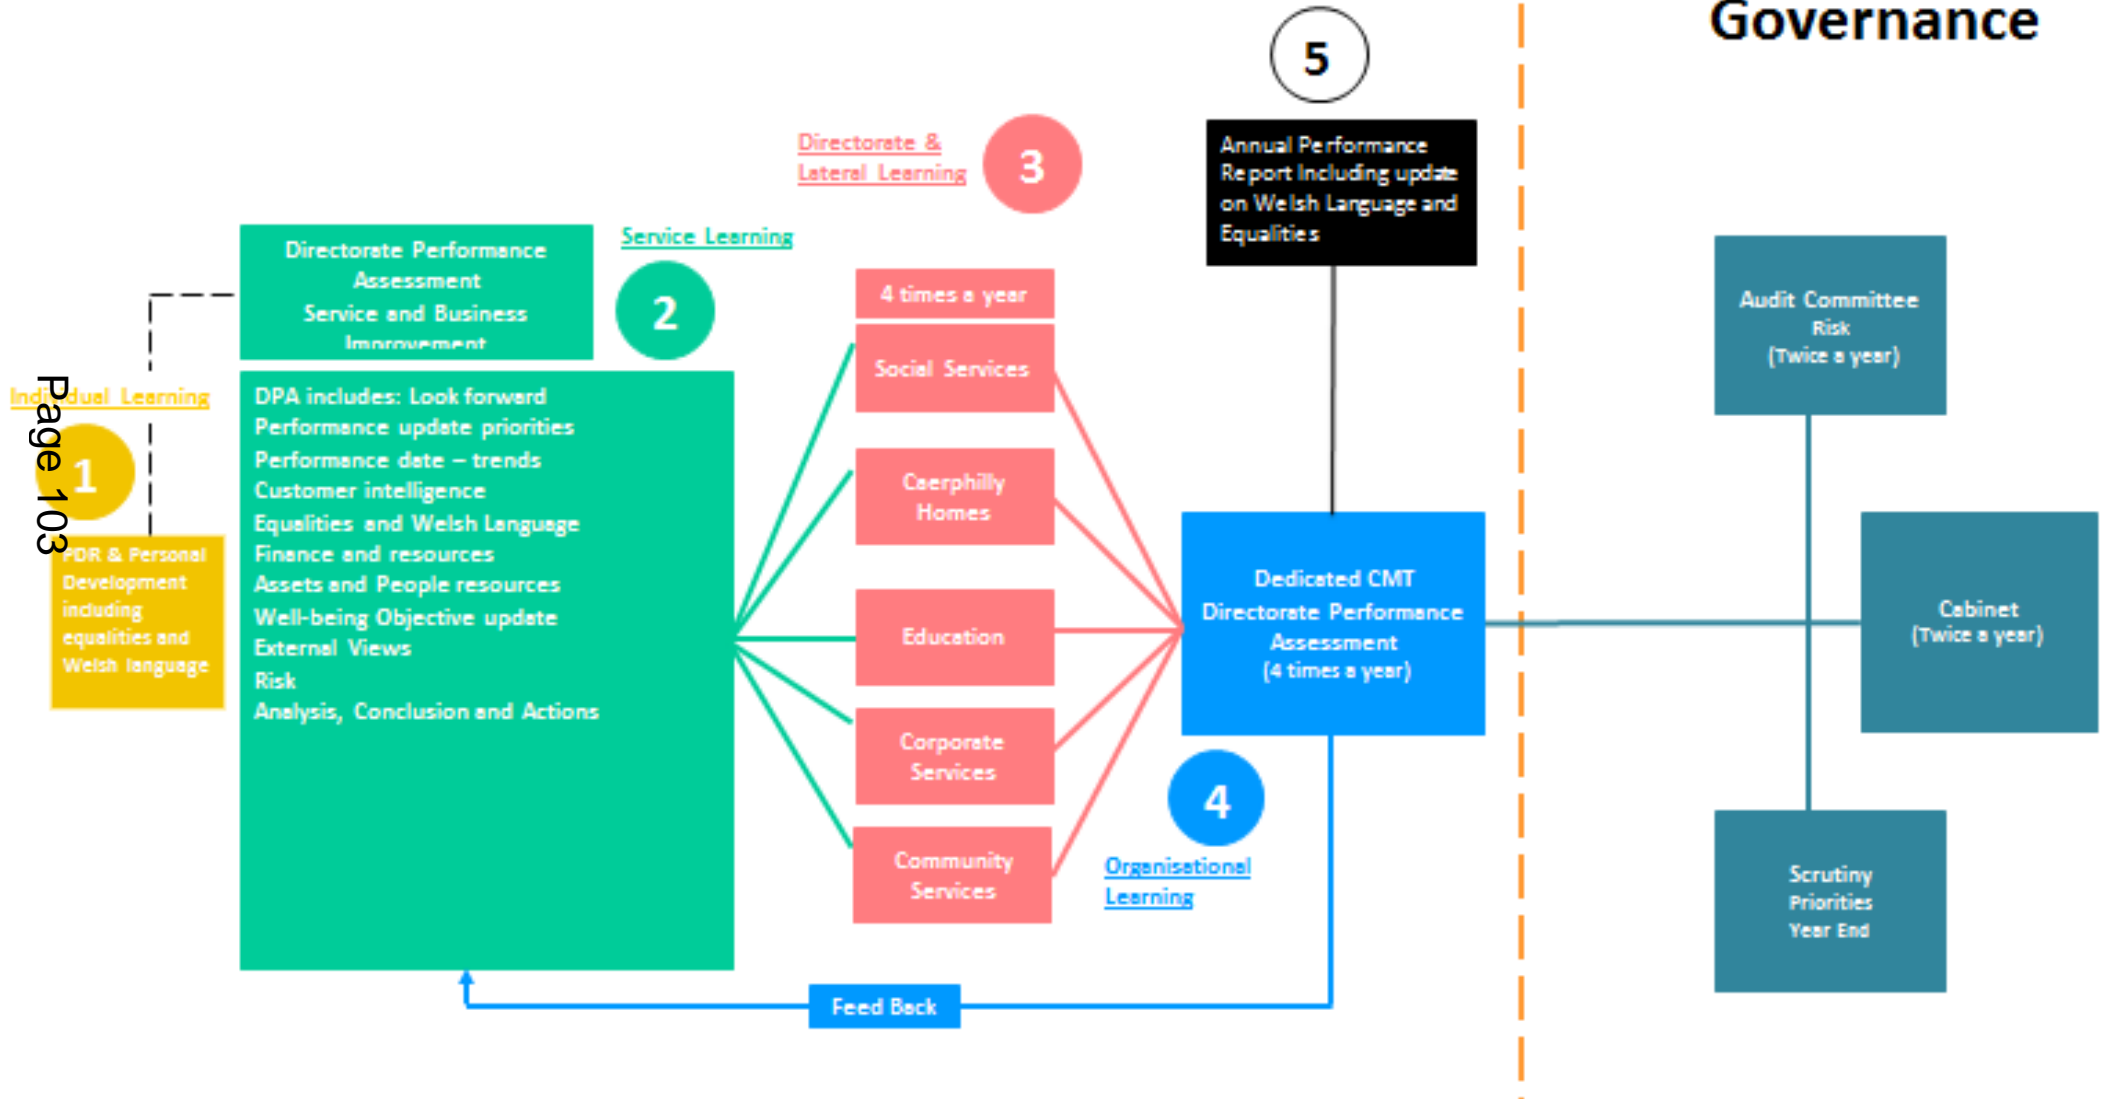 Governance
5
Annual Performance
Report Including update
on Welsh Language and
Equalities
Directorate &
Lateral Learning
3
Service Learning
2
Directorate Performance
Assessment
Service and Business
Improvement
Individual Learning
1
Page 103
PDR & Personal
Development
including
equalities and
Welsh language
DPA includes: Look forward
Performance update priorities
Performance date – trends
Customer intelligence
Equalities and Welsh Language
Finance and resources
Assets and People resources
Well-being Objective update
External Views
Risk
Analysis, Conclusion and Actions
4 times a year
Social Services
Caerphilly
Homes
Education
Corporate
Services
Community
Services
Dedicated CMT
Directorate Performance
Assessment
(4 times a year)
4
Organisational
Learning
Feed Back
Audit Committee
Risk
(Twice a year)
Cabinet
(Twice a year)
Scrutiny
Priorities
Year End